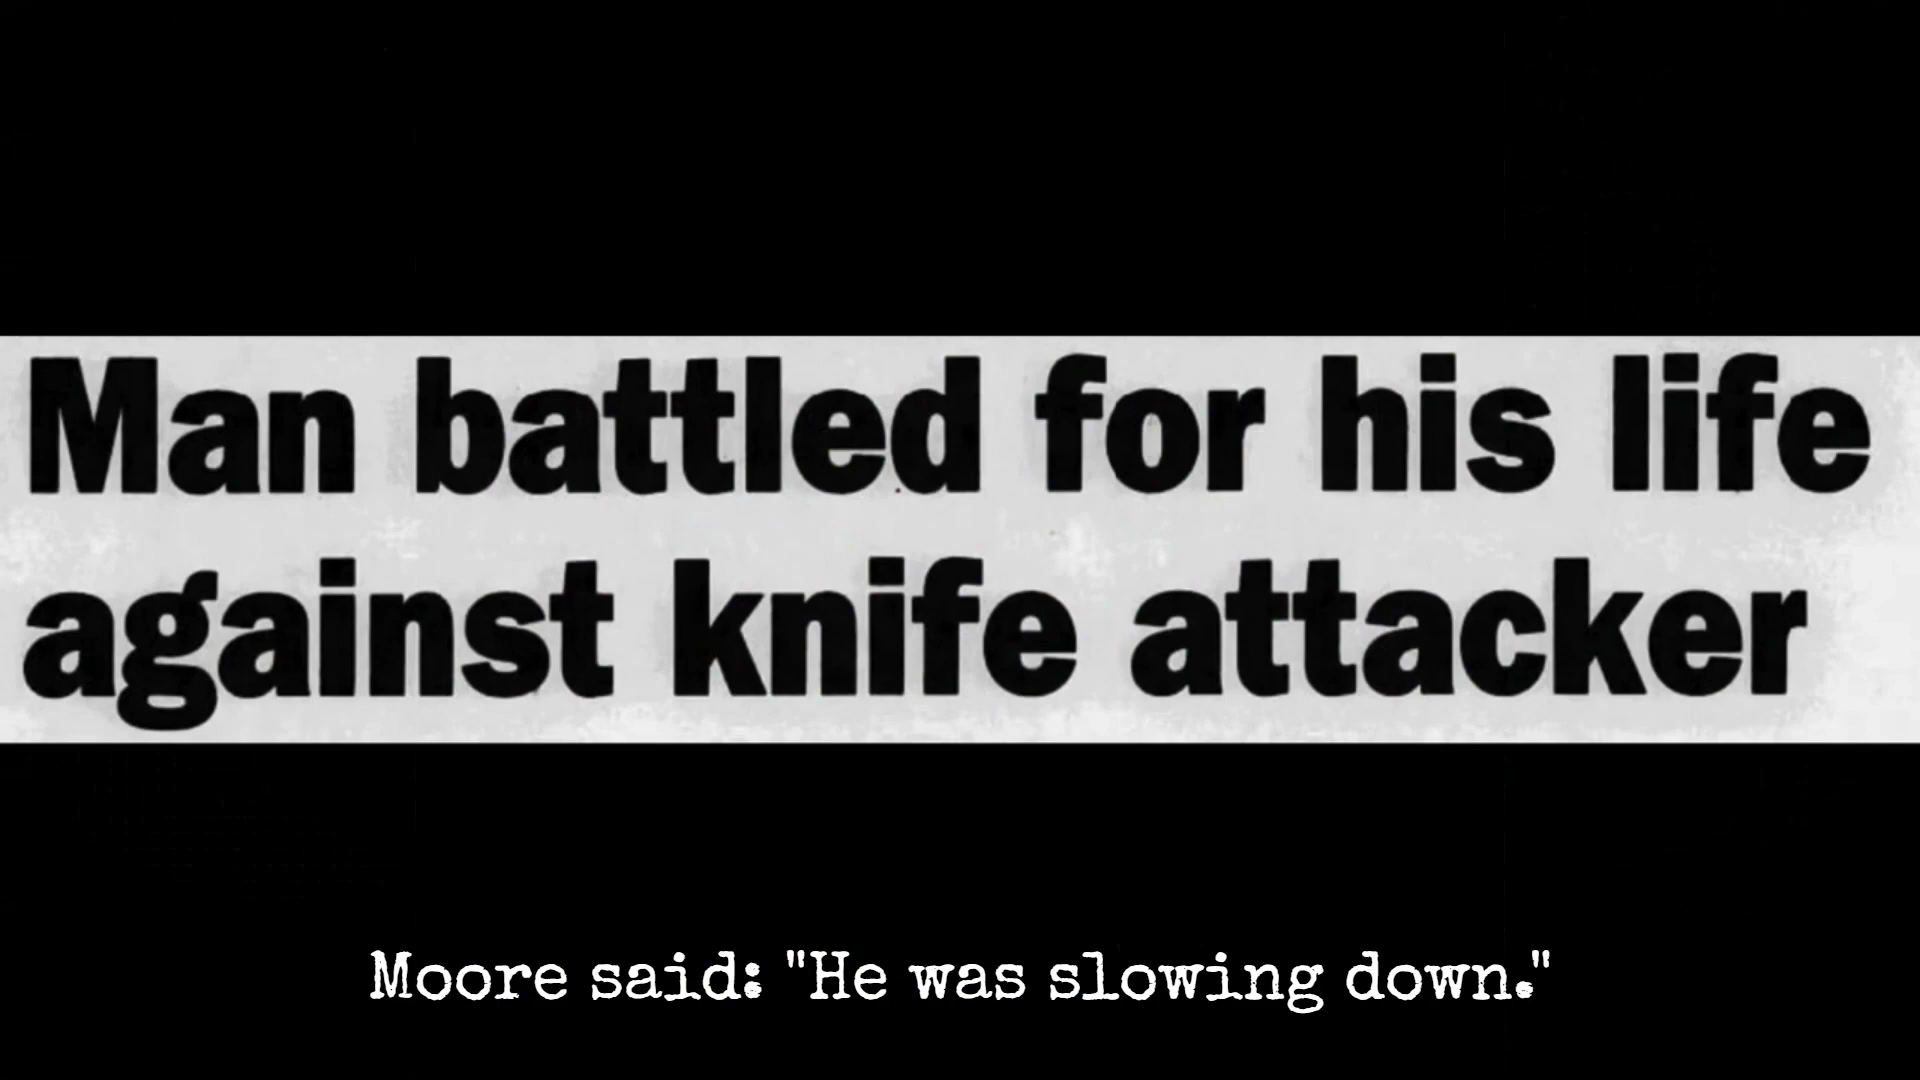 Man battled for his life
against knife attacker
Moore said: "He was slowing down."